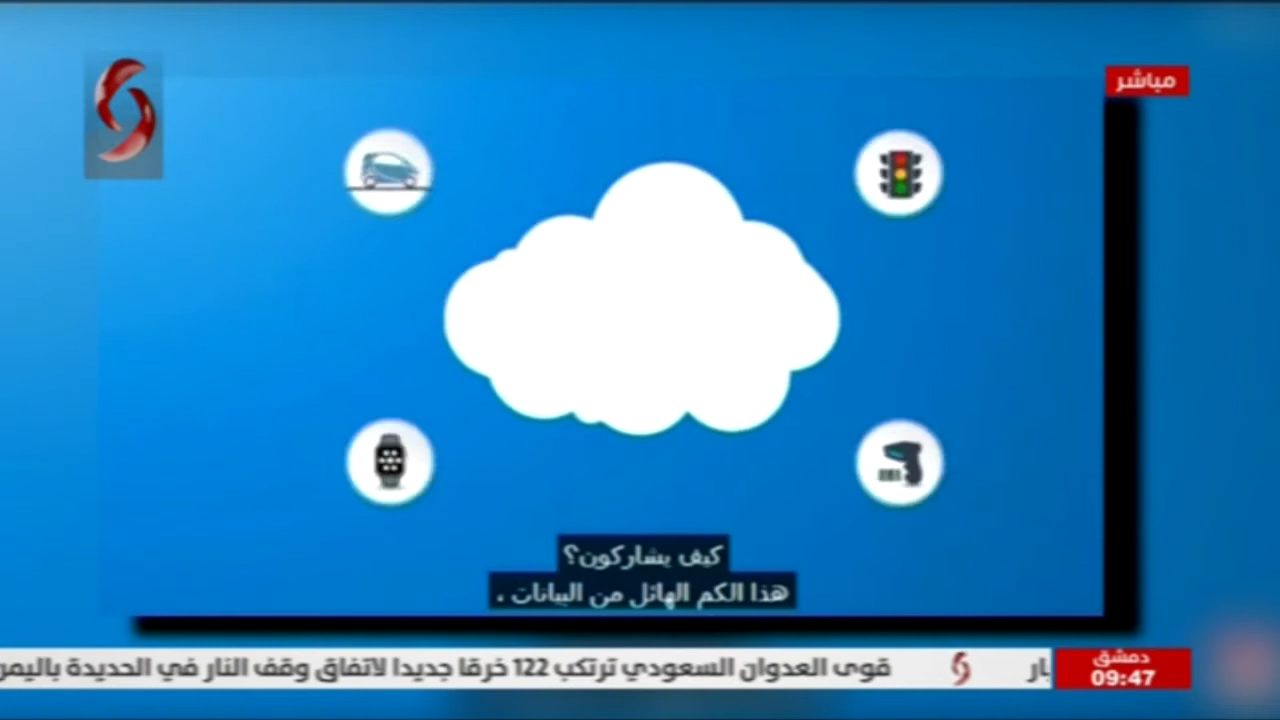 مباشر
كيف يشاركون؟
هذا الكم الهائل من البيانات ،
دمشق
09:47
ـار
قوى العدوان السعودي ترتكب 122 خرقا جديدا لاتفاق وقف النار في الحديدة باليمن